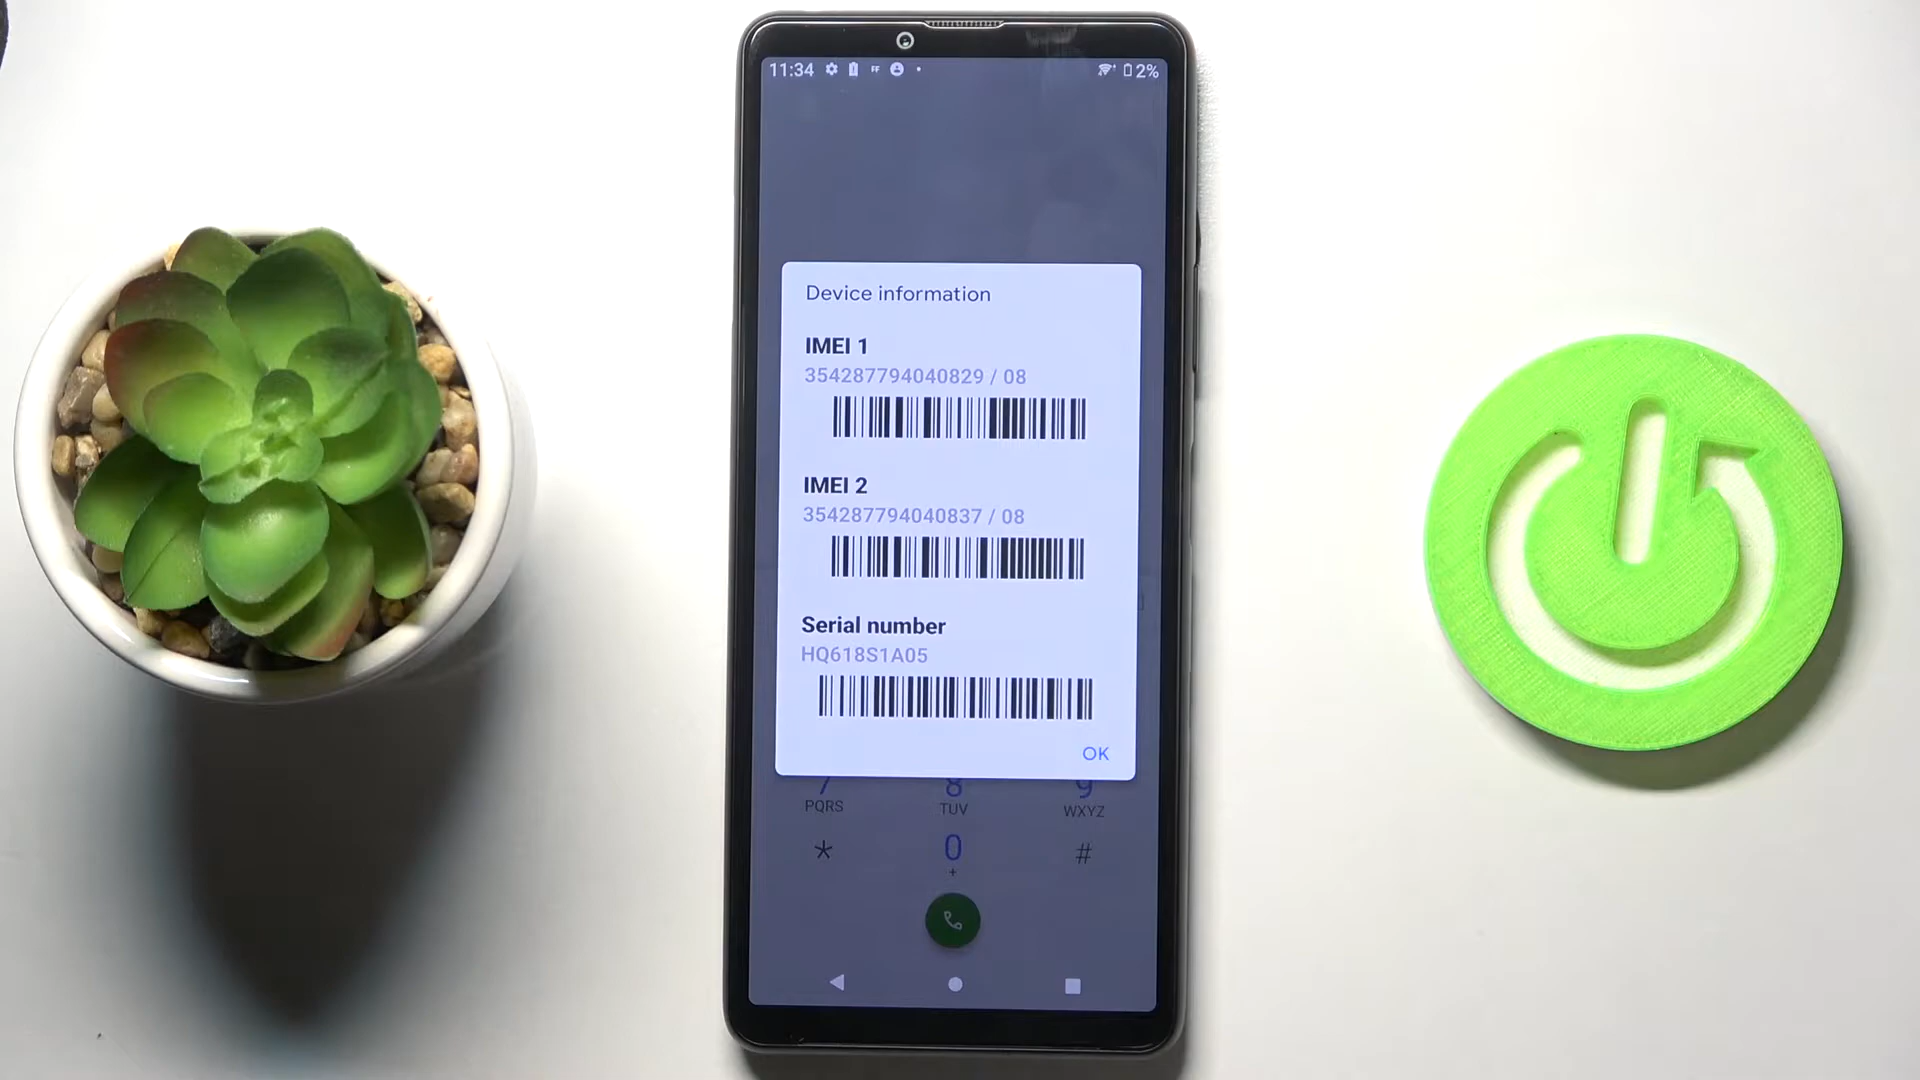 11:34 2%
Device information
IMEI 1
354287794040829 / 08
IMEI 2
354287794040837 / 08
Serial number
HQ618S1A05
OK
7 8 9
PQRS TUV WXYZ
* 0 #
+